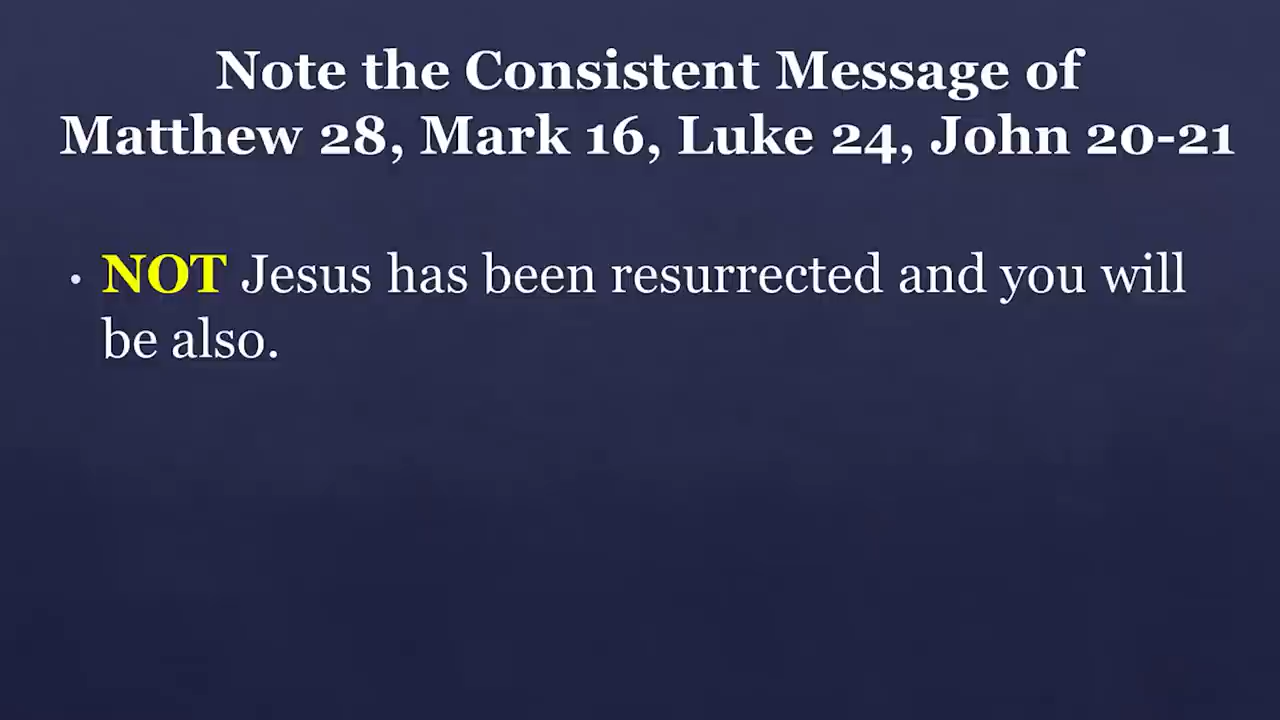 Note the Consistent Message of
Matthew 28, Mark 16, Luke 24, John 20-21
• NOT Jesus has been resurrected and you will
be also.